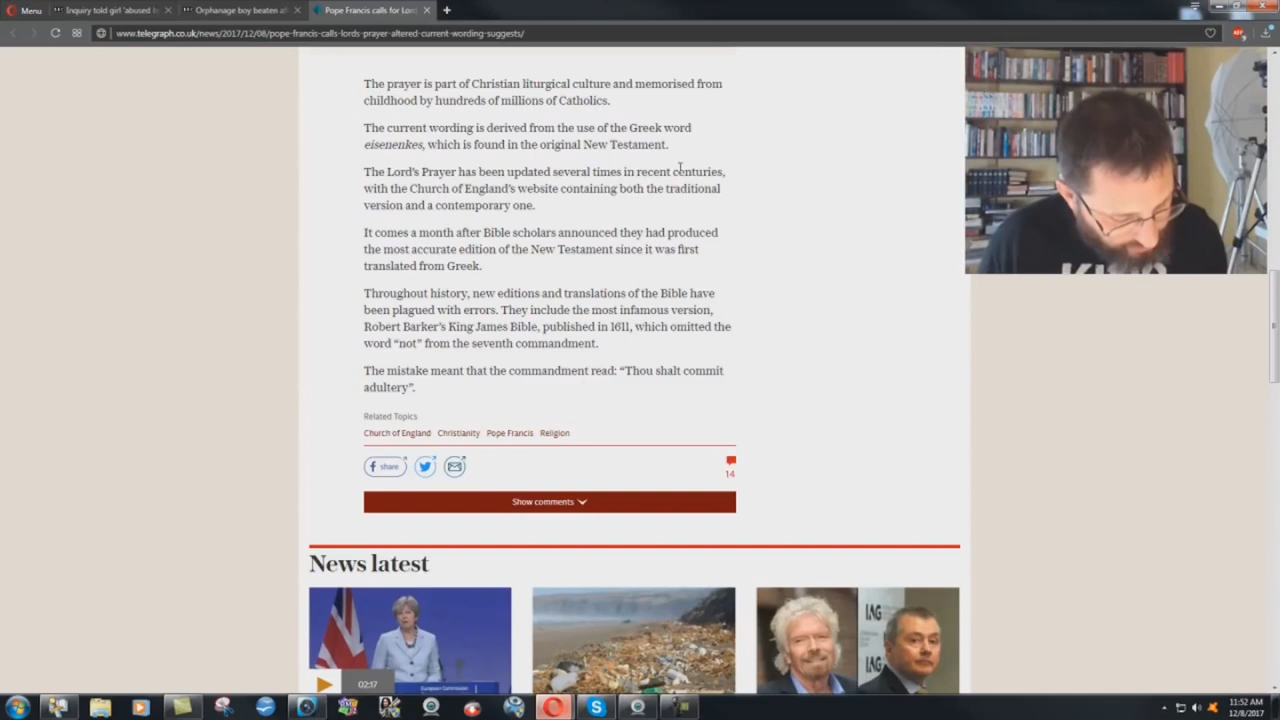 Menu
Inquiry told girl 'abused b
Orphanage boy beaten af
Pope Francis calls for Lord
www.telegraph.co.uk/news/2017/12/08/pope-francis-calls-lords-prayer-altered-current-wording-suggests/
The prayer is part of Christian liturgical culture and memorised from
childhood by hundreds of millions of Catholics.
The current wording is derived from the use of the Greek word
eisenenkes, which is found in the original New Testament.
The Lord's Prayer has been updated several times in recent centuries,
with the Church of England's website containing both the traditional
version and a contemporary one.
It comes a month after Bible scholars announced they had produced
the most accurate edition of the New Testament since it was first
translated from Greek.
Throughout history, new editions and translations of the Bible have
been plagued with errors. They include the most infamous version,
Robert Barker's King James Bible, published in 1611, which omitted the
word “not” from the seventh commandment.
The mistake meant that the commandment read: “Thou shalt commit
adultery”.
Related Topics
Church of England Christianity Pope Francis Religion
share
14
Show comments
News latest
IAG
IAG
02:17
European Commission
11:52 AM
12/8/2017